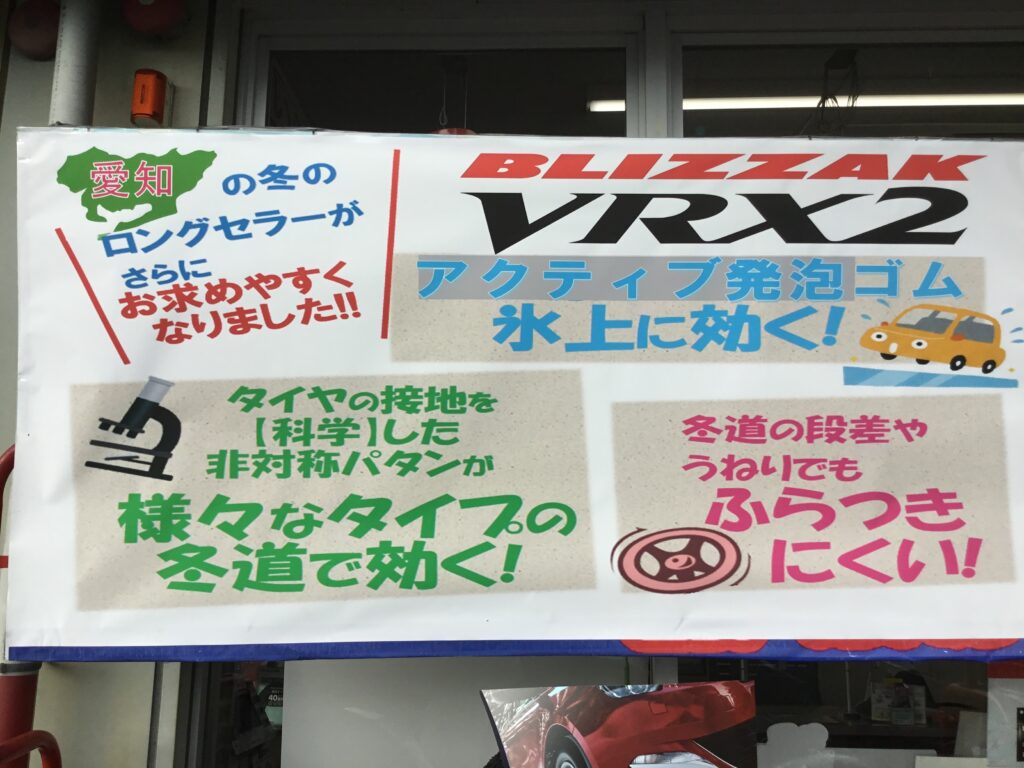 愛知の冬の
ロングセラーが
さらに
お求めやすく
なりました!!
BLIZZAK
VRX2
アクティブ発泡ゴム
氷上に効く!
タイヤの接地を
【科学】した
非対称パタンが
様々なタイプの
冬道で効く!
冬道の段差や
うねりでも
ふらつき
にくい!